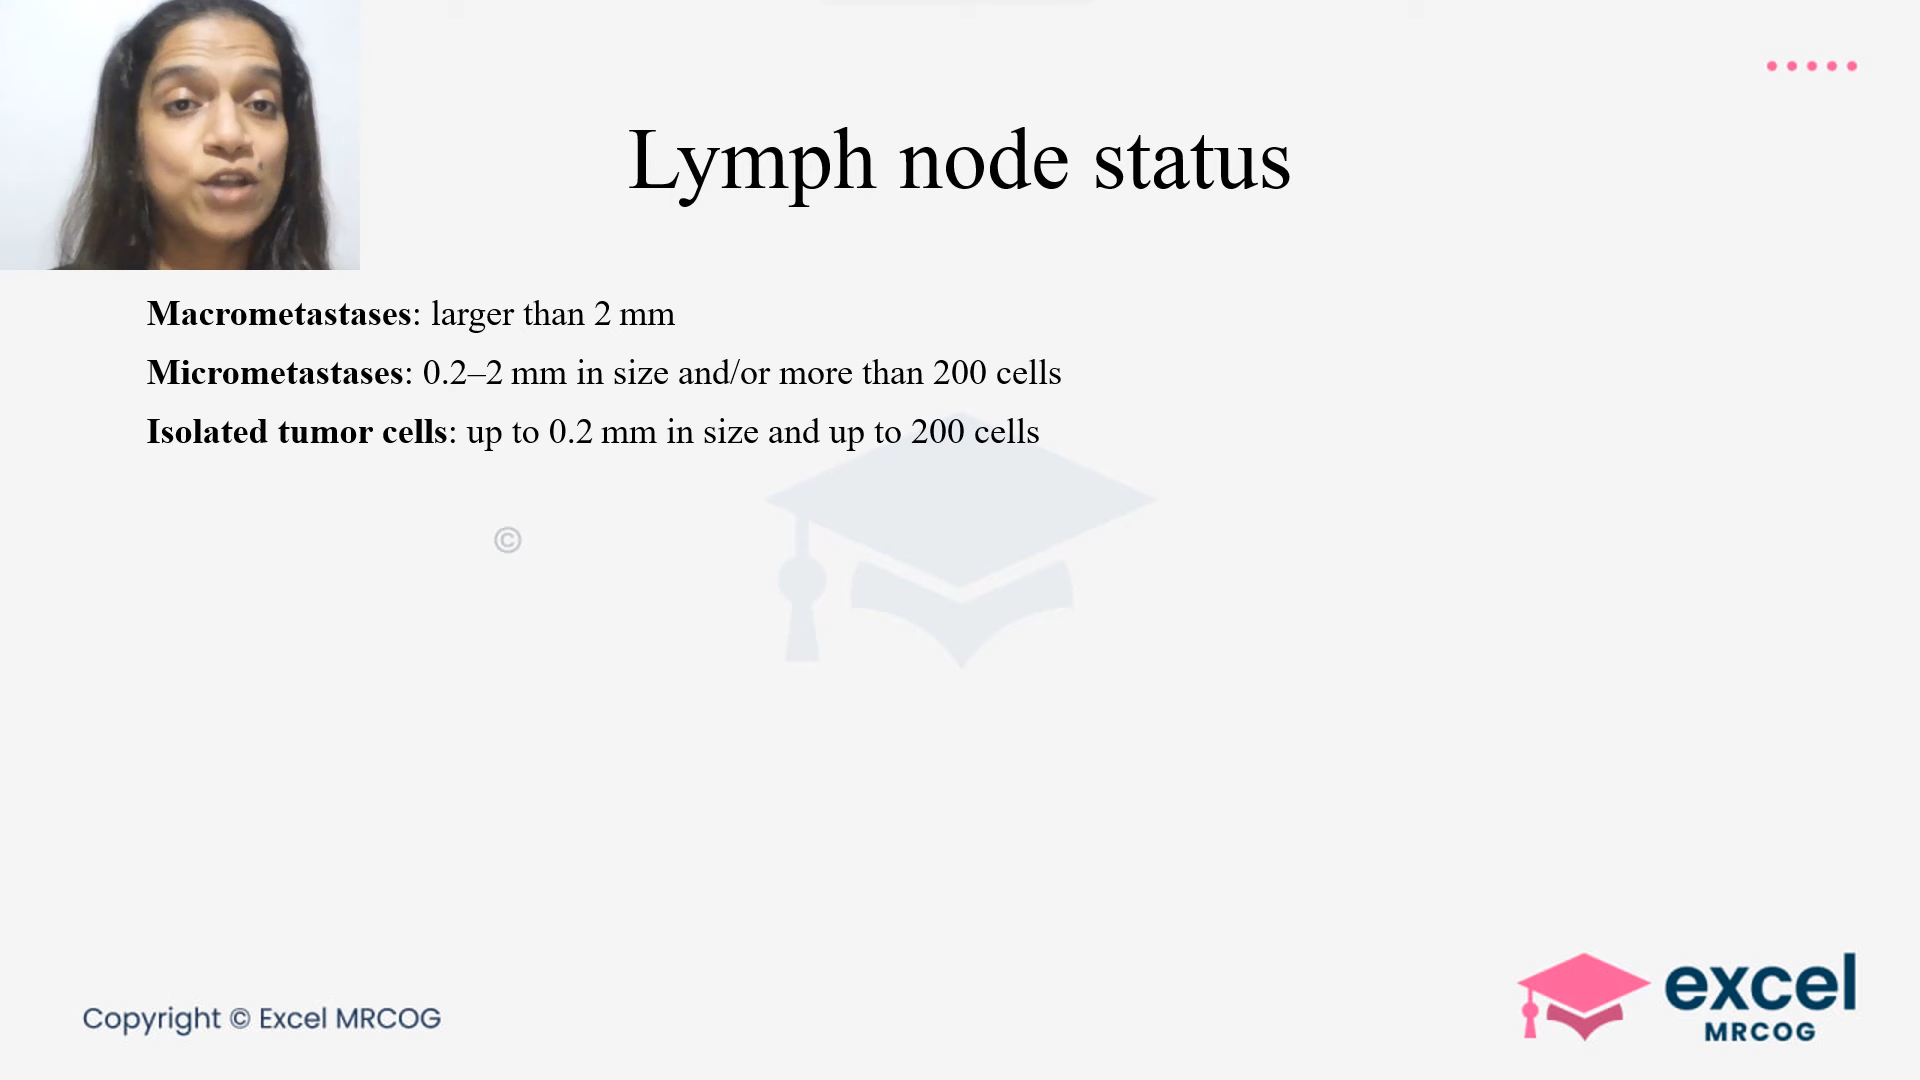 Lymph node status
Macrometastases: larger than 2 mm
Micrometastases: 0.2–2 mm in size and/or more than 200 cells
Isolated tumor cells: up to 0.2 mm in size and up to 200 cells
©
Copyright © Excel MRCOG
excel
MRCOG